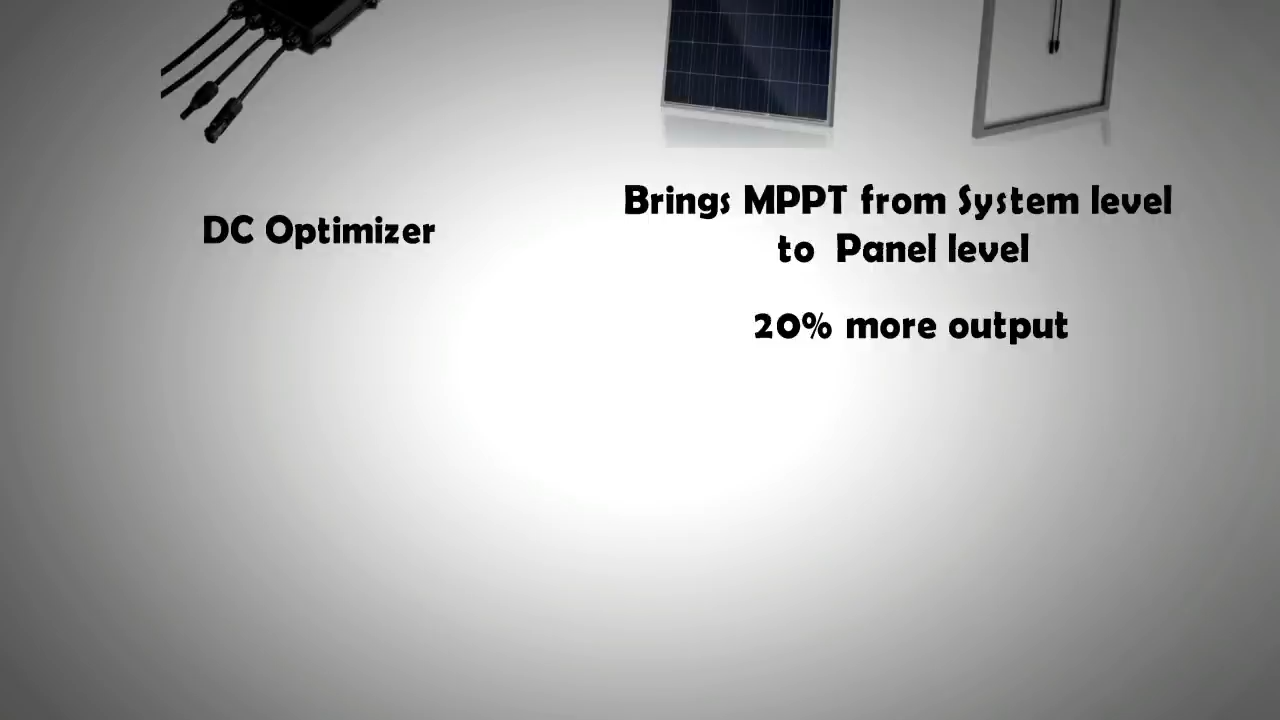 DC Optimizer
Brings MPPT from System level
to Panel level
20% more output